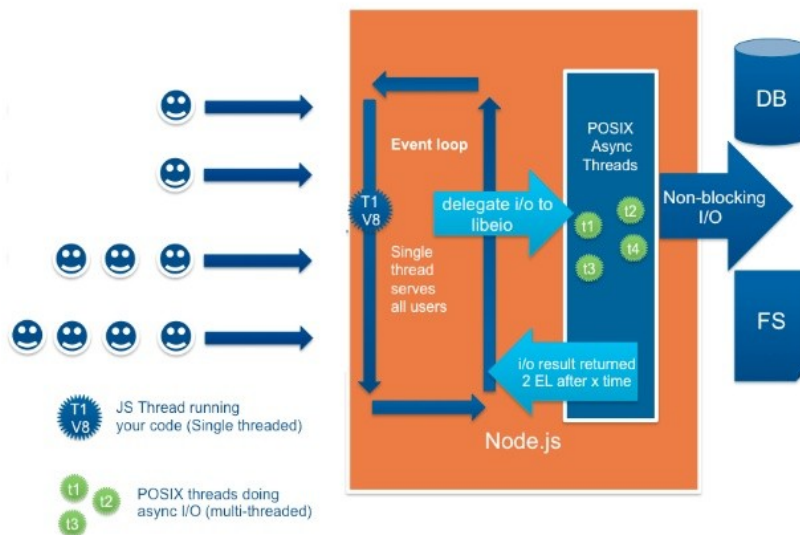 Event loop
T1
V8
Single
thread
serves
all users
delegate i/o to
libeio
POSIX
Async
Threads
t1
t2
t3
t4
Non-blocking
I/O
DB
FS
i/o result returned
2 EL after x time
Node.js
T1
V8
JS Thread running
your code (Single threaded)
t1
t2
t3
POSIX threads doing
async I/O (multi-threaded)